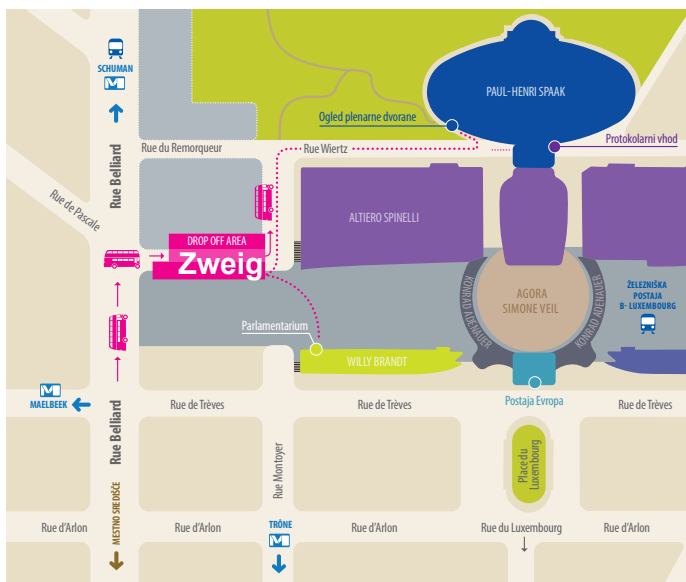 SCHUMAN
M
PAUL-HENRI SPAAK
Ogled plenarne dvorane
Protokolarni vhod
Rue du Remorqueur
Rue Wiertz
Rue Belliard
Rue de Pascale
ALTIERO SPINELLI
DROP OFF AREA
Zweig
KONRAD ADENAUER
AGORA
SIMONE VEIL
KONRAD ADENAUER
ŽELEZNIŠKA
POSTAJA
B- LUXEMBOURG
Parlamentarium
WILLY BRANDT
M
MAELBEEK
Rue Belliard
Rue de Trèves
Rue de Trèves
Postaja Evropa
Rue de Trèves
Rue Montoyer
Place du
Luxembourg
MESTNO SREDIŠČE
Rue d'Arlon
Rue d'Arlon
TRÔNE
M
Rue d'Arlon
Rue du Luxembourg
Rue d'Arlon